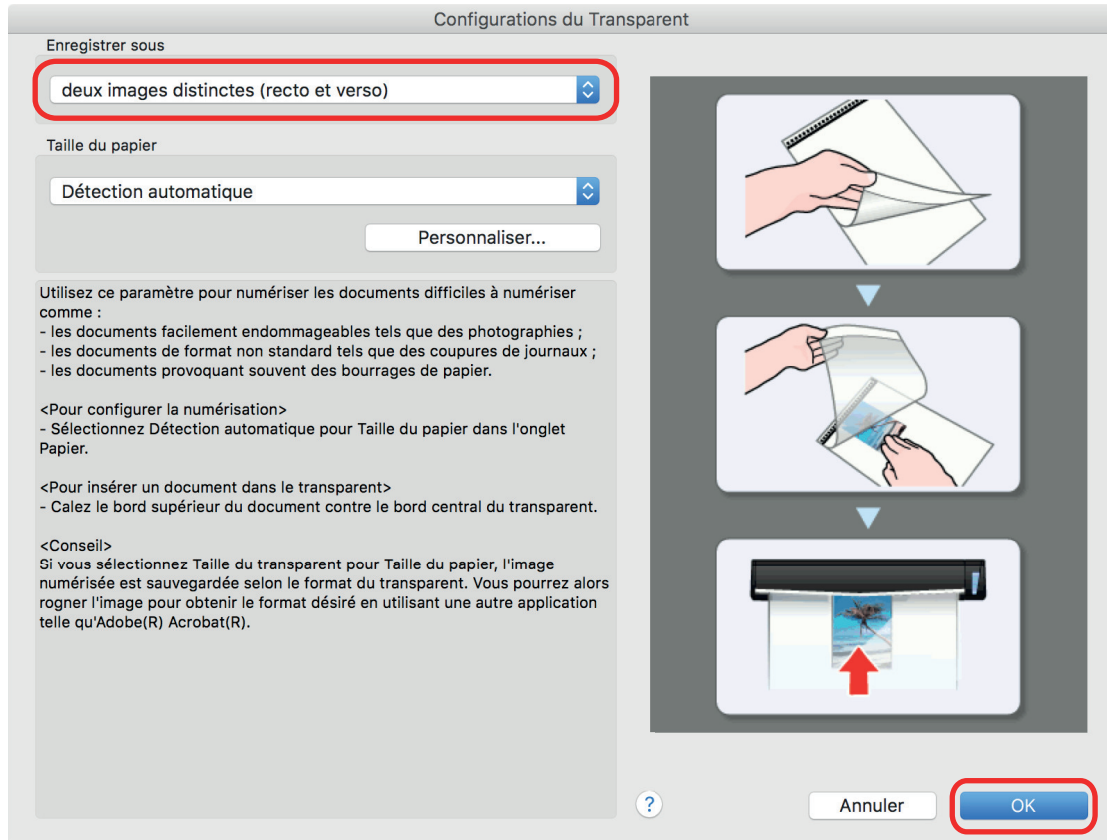 Configurations du Transparent
Enregistrer sous
deux images distinctes (recto et verso)
Taille du papier
Détection automatique
Personnaliser...
Utilisez ce paramètre pour numériser les documents difficiles à numériser
comme :
- les documents facilement endommageables tels que des photographies ;
- les documents de format non standard tels que des coupures de journaux ;
- les documents provoquant souvent des bourrages de papier.
<Pour configurer la numérisation>
- Sélectionnez Détection automatique pour Taille du papier dans l'onglet
Papier.
<Pour insérer un document dans le transparent>
- Calez le bord supérieur du document contre le bord central du transparent.
<Conseil>
Si vous sélectionnez Taille du transparent pour Taille du papier, l'image
numérisée est sauvegardée selon le format du transparent. Vous pourrez alors
rogner l'image pour obtenir le format désiré en utilisant une autre application
telle qu'Adobe(R) Acrobat(R).
?
Annuler
OK